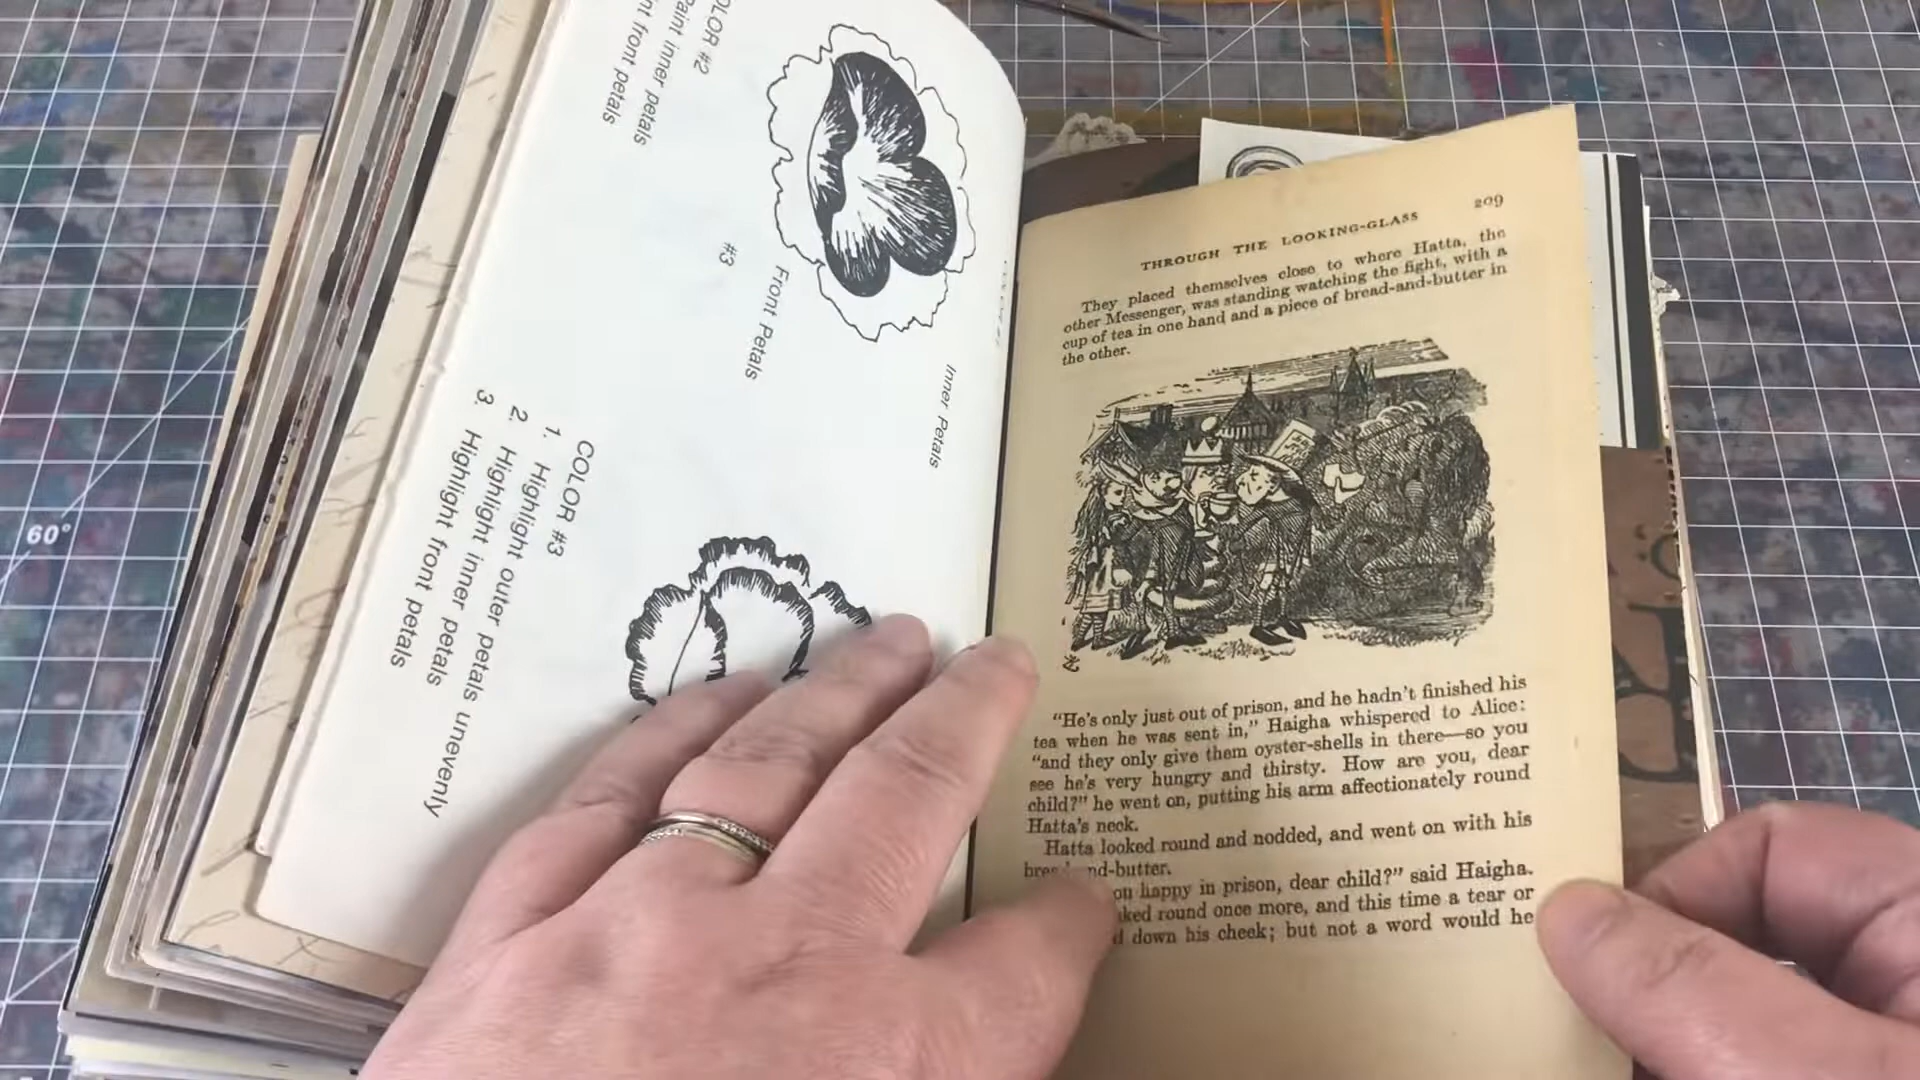 COLOR #2
paint inner petals
front petals
#3
Front Petals
Inner Petals
COLOR #3
1. Highlight outer petals unevenly
2. Highlight inner petals
3. Highlight front petals
60°
THROUGH THE LOOKING-GLASS 209
They placed themselves close to where Hatta, the
other Messenger, was standing watching the fight, with a
cup of tea in one hand and a piece of bread-and-butter in
the other.
"He's only just out of prison, and he hadn't finished his
tea when he was sent in," Haigha whispered to Alice:
"and they only give them oyster-shells in there—so you
see he's very hungry and thirsty. How are you, dear
child?" he went on, putting his arm affectionately round
Hatta's neck.
Hatta looked round and nodded, and went on with his
nd-butter.
ou happy in prison, dear child?" said Haigha.
ked round once more, and this time a tear or
d down his cheek; but not a word would he